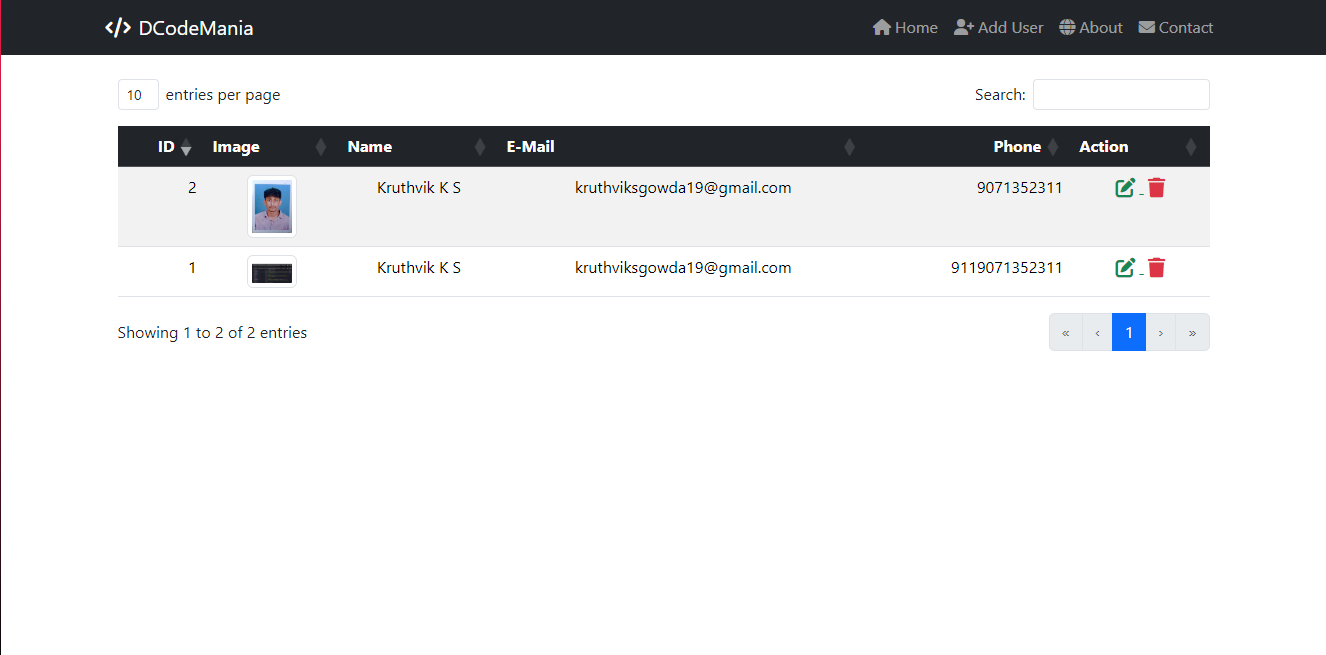 </> DCodeMania Home Add User About Contact
10 entries per page Search:
ID Image Name E-Mail Phone Action
2 Kruthvik K S kruthviksgowda19@gmail.com 9071352311
1 Kruthvik K S kruthviksgowda19@gmail.com 9119071352311
Showing 1 to 2 of 2 entries « ‹ 1 › »